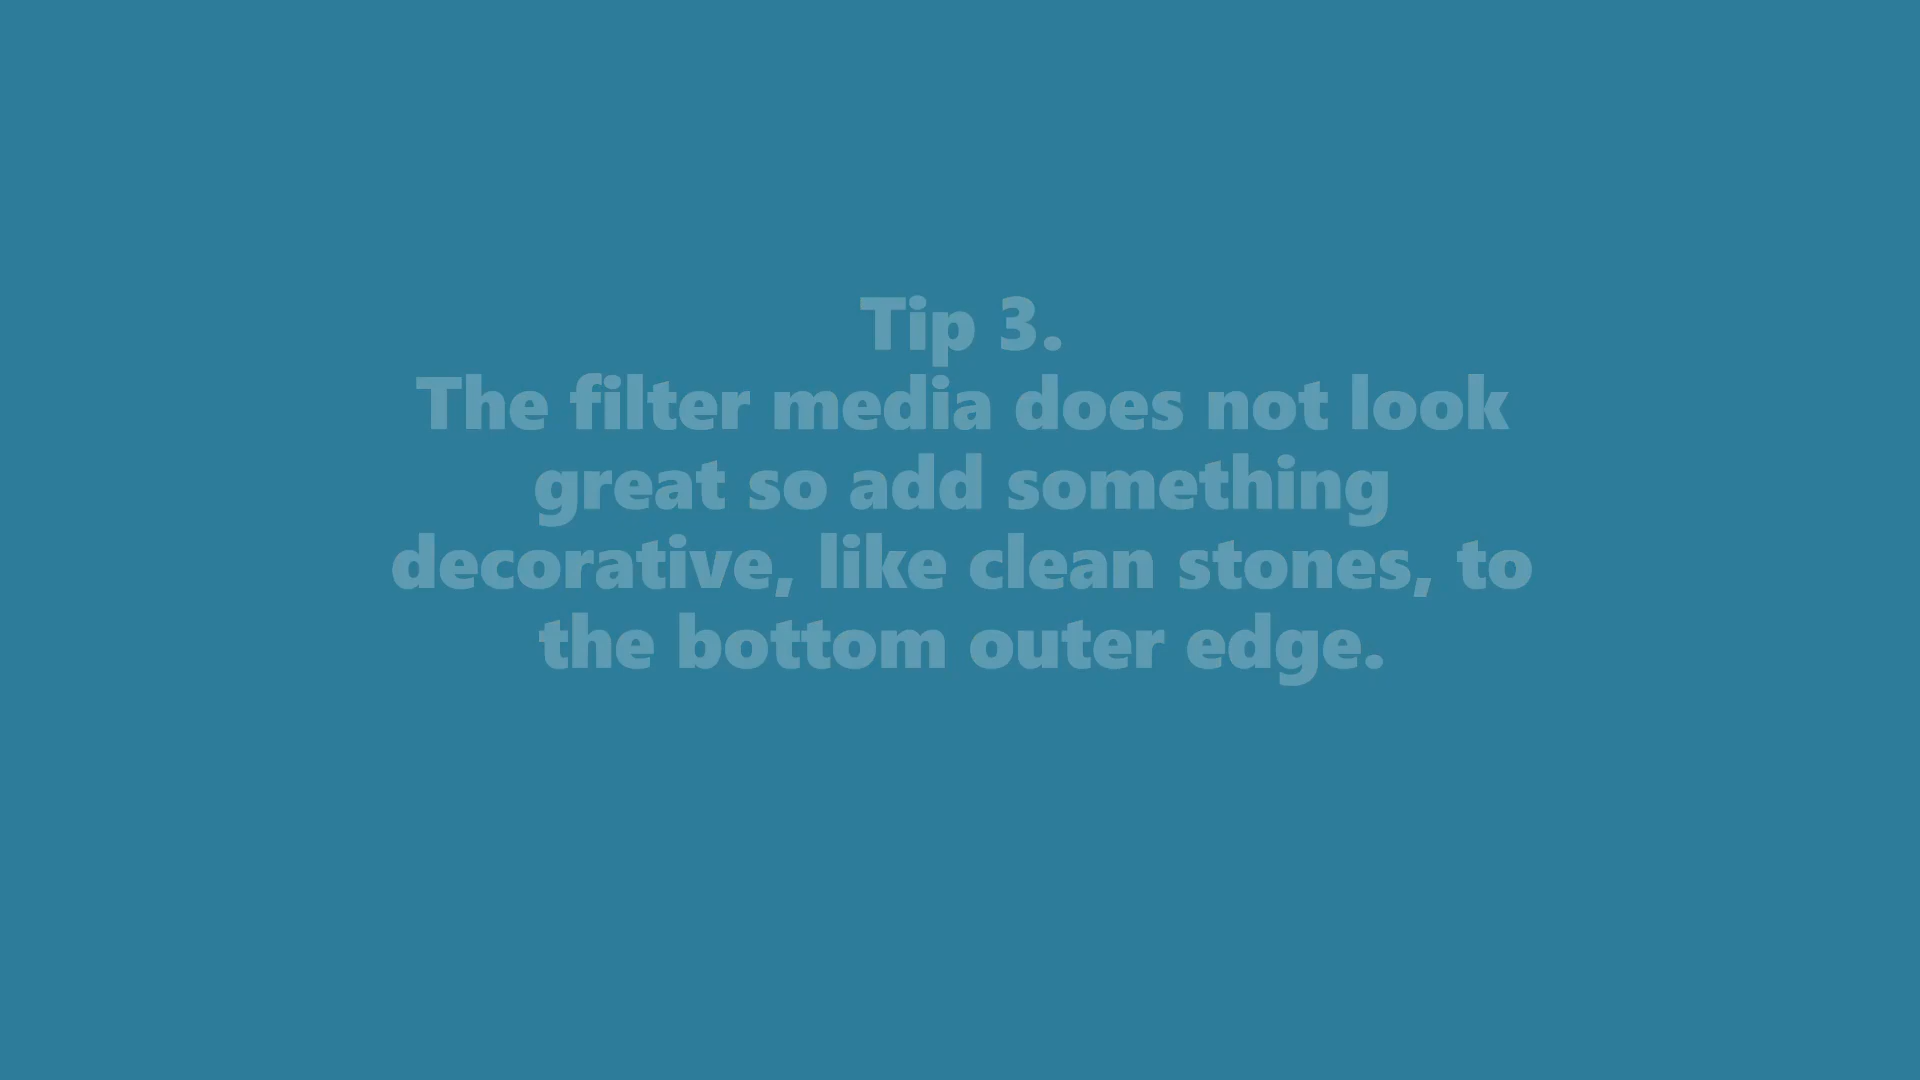 Tip 3.
The filter media does not look
great so add something
decorative, like clean stones, to
the bottom outer edge.